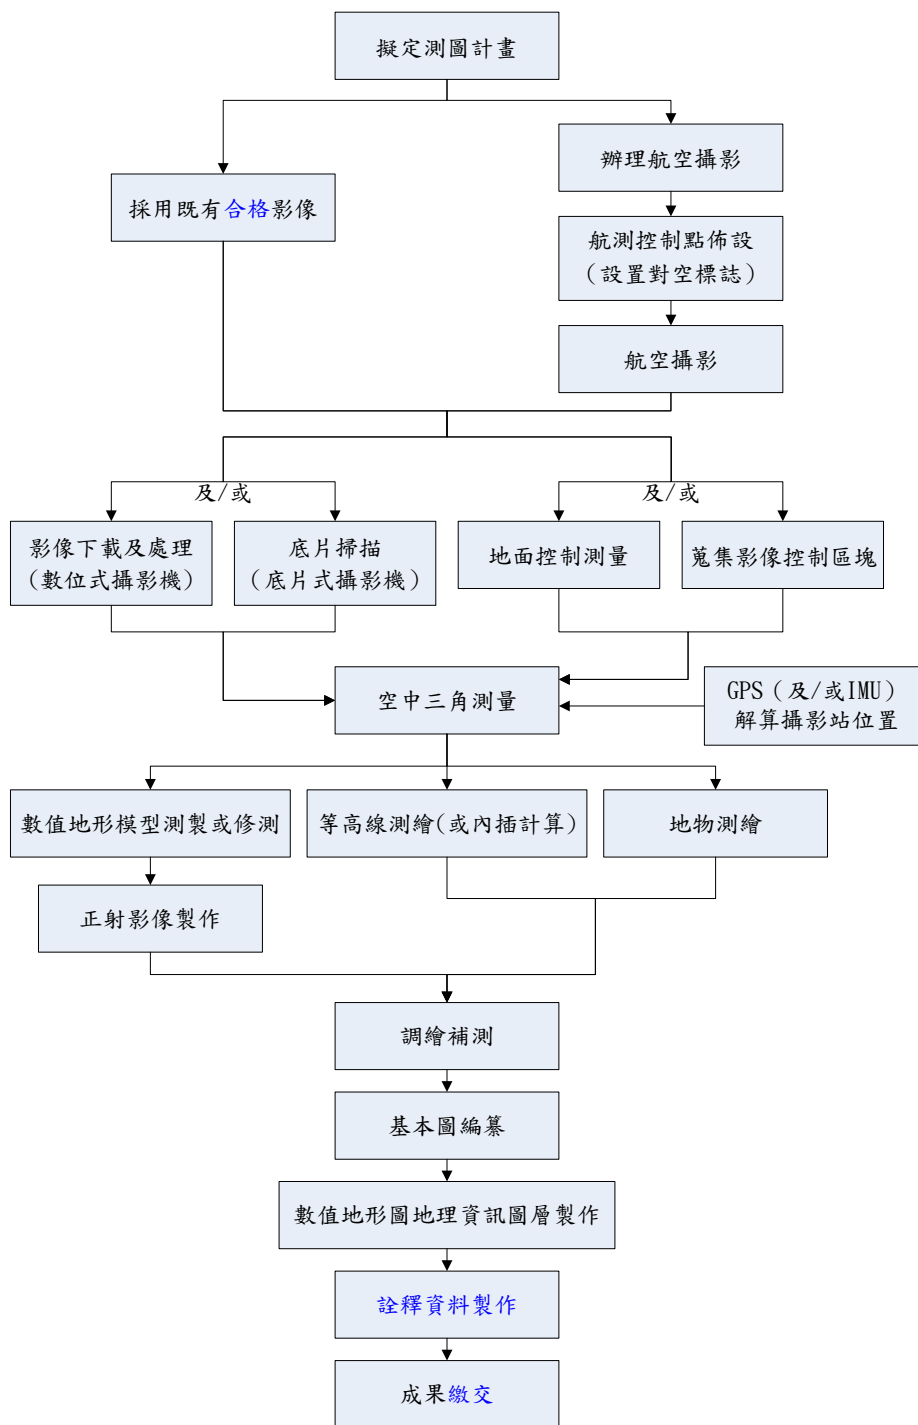 擬定測圖計畫
辦理航空攝影
採用既有合格影像
航測控制點佈設
（設置對空標誌）
航空攝影
及/或
及/或
影像下載及處理
(數位式攝影機)
底片掃描
(底片式攝影機)
地面控制測量
蒐集影像控制區塊
空中三角測量
GPS（及/或IMU）
解算攝影站位置
數值地形模型測製或修測
等高線測繪(或內插計算)
地物測繪
正射影像製作
調繪補測
基本圖編纂
數值地形圖地理資訊圖層製作
詮釋資料製作
成果繳交